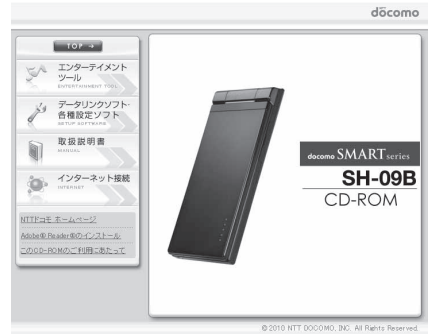 döcomo
TOP →
エンターテイメント
ツール
ENTERTAINMENT TOOL
データリンクソフト・
各種設定ソフト
SETUP SOFTWARE
取扱説明書
MANUAL
インターネット接続
INTERNET
NTTドコモ ホームページ
Adobe® Reader®のインストール
このCD-ROMのご利用にあたって
docomo SMART series
SH-09B
CD-ROM
© 2010 NTT DOCOMO, INC. All Rights Reserved.